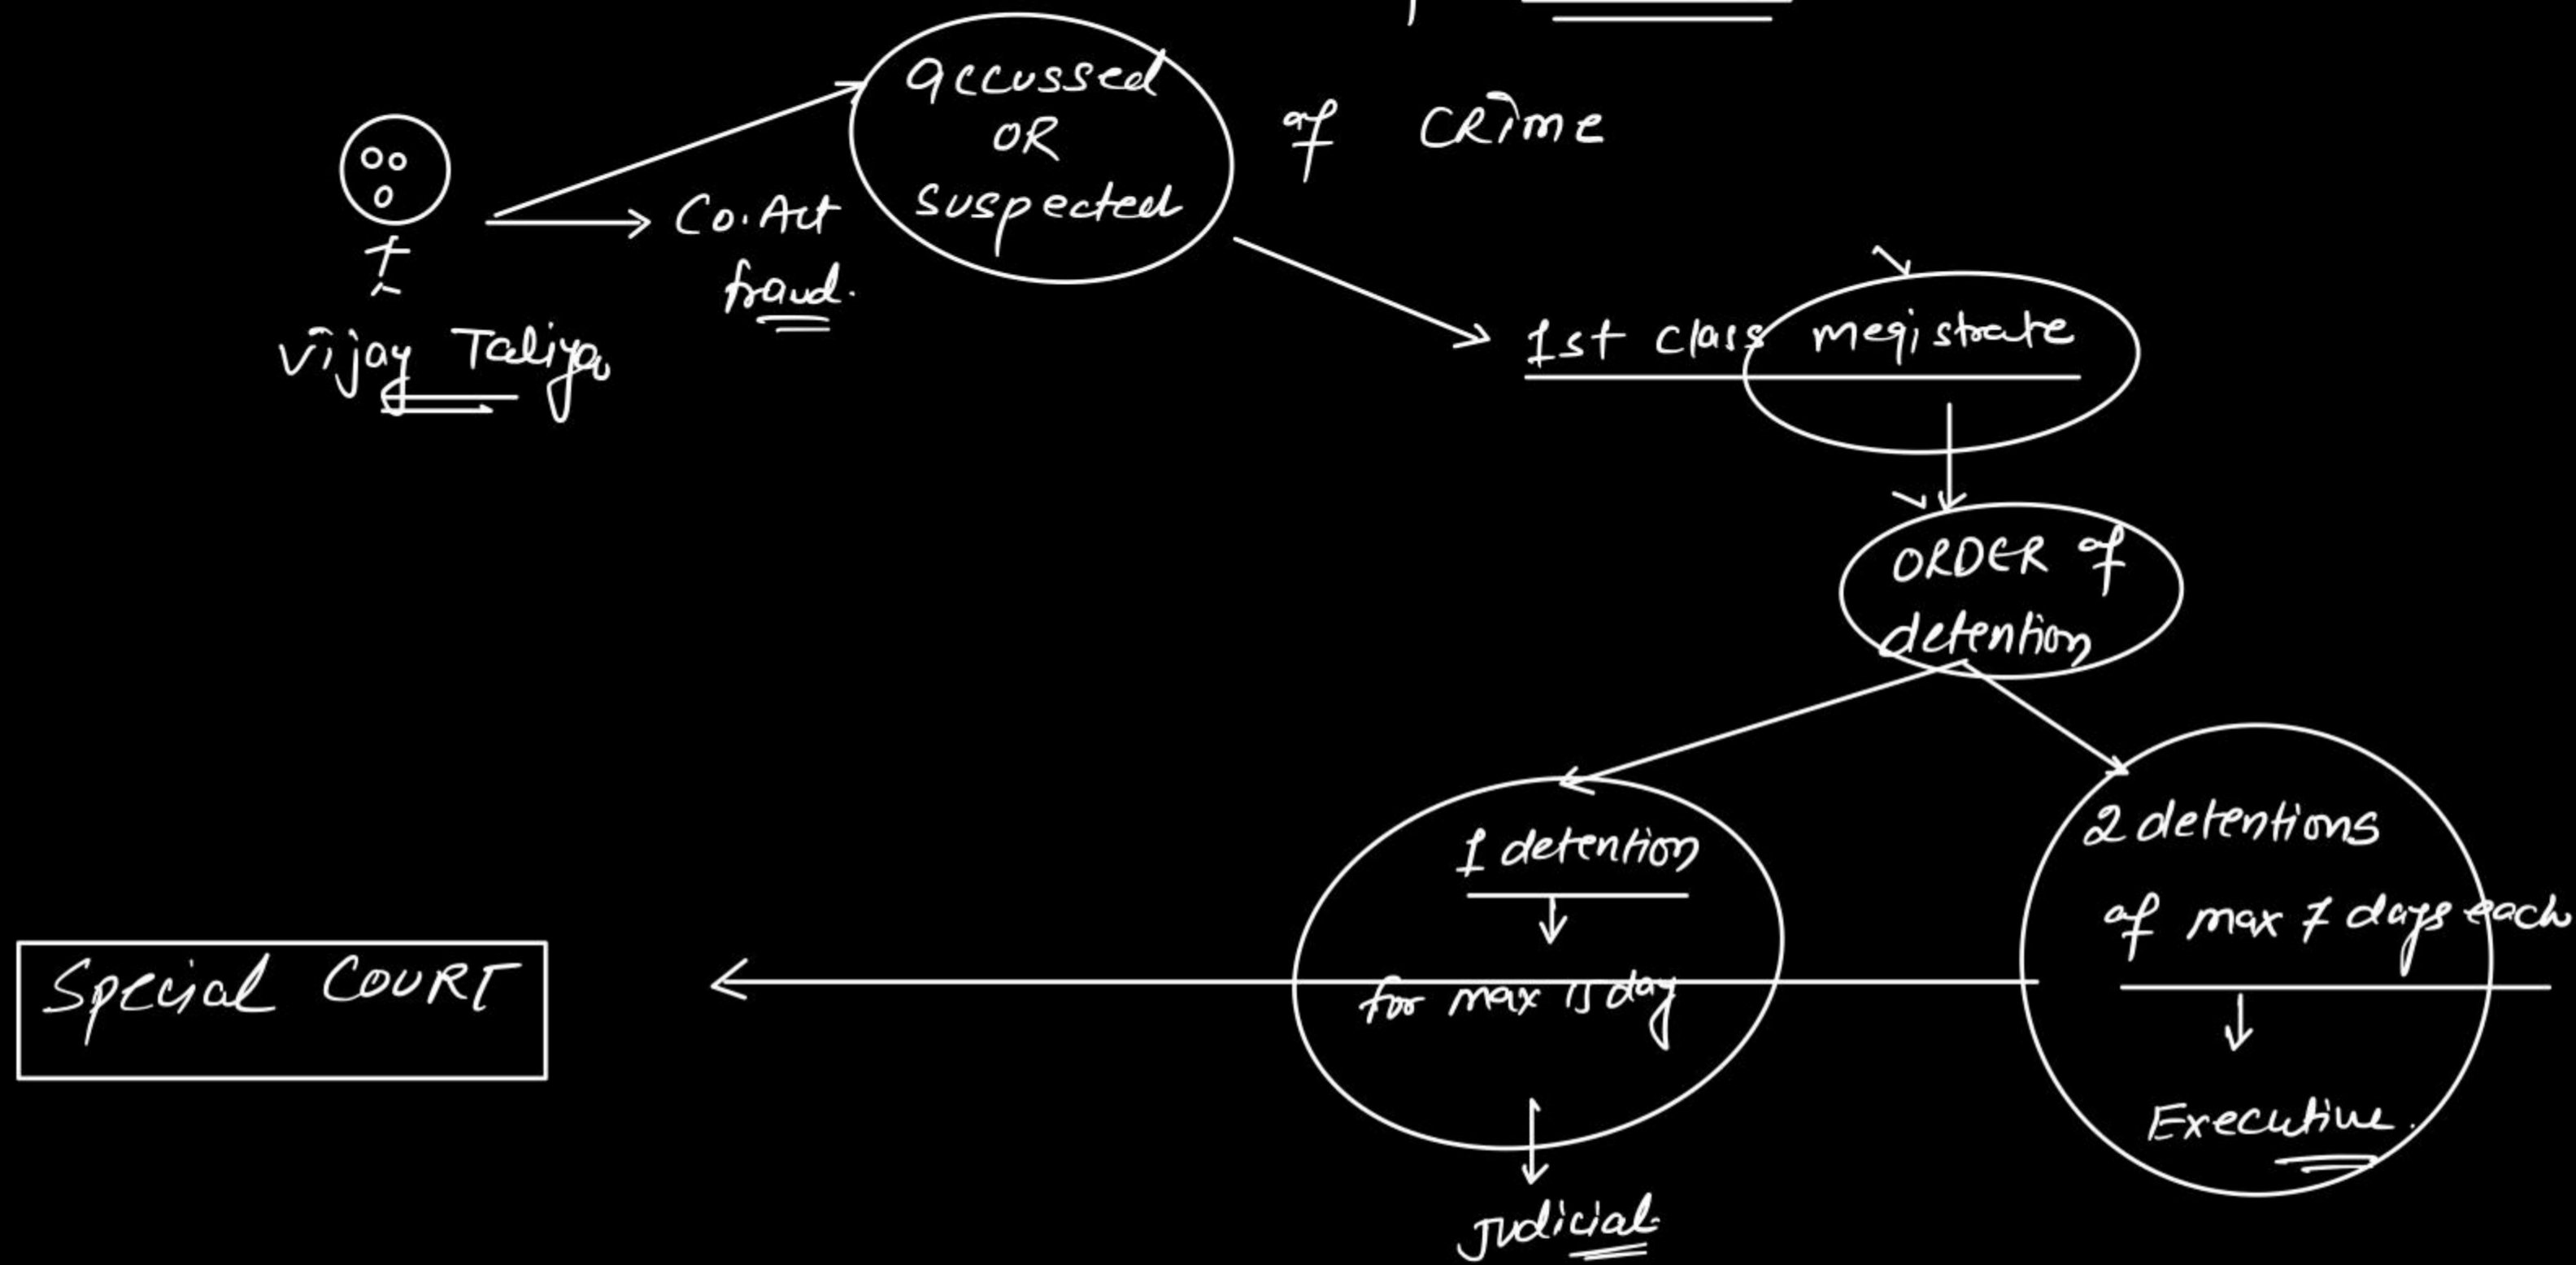 accussed
OR
suspected
of CRime
Co. Act
fraud.
Vijay Taliya
1st class megistrate
ORDER of
detention
1 detention
for max 15 day
Judicial
2 detentions
of max 7 days each
Executive.
Special COURT